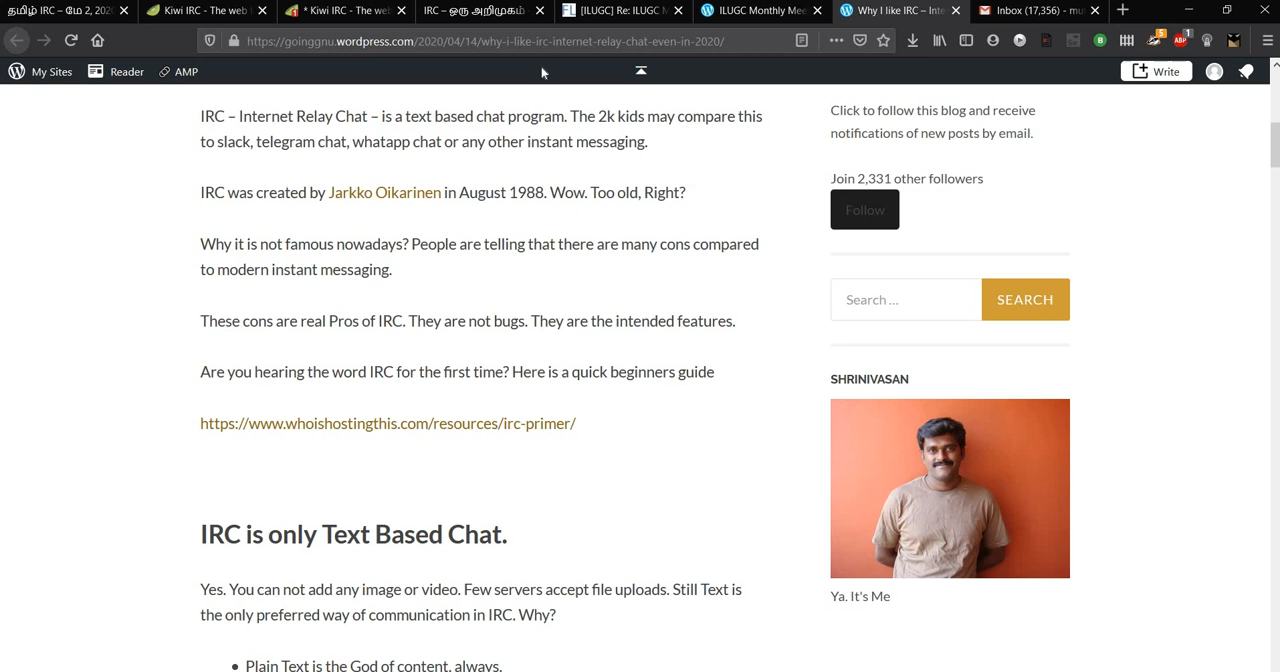 தமிழ் IRC – மே 2, 202
Kiwi IRC - The web
* Kiwi IRC - The we
IRC – ஒரு அறிமுகம்
[ILUGC] Re: ILUGC M
ILUGC Monthly Mee
Why I like IRC – Inte
Inbox (17,356) - mu
https://goinggnu.wordpress.com/2020/04/14/why-i-like-irc-internet-relay-chat-even-in-2020/
My Sites
Reader
AMP
Write
IRC – Internet Relay Chat – is a text based chat program. The 2k kids may compare this
to slack, telegram chat, whatapp chat or any other instant messaging.
IRC was created by Jarkko Oikarinen in August 1988. Wow. Too old, Right?
Why it is not famous nowadays? People are telling that there are many cons compared
to modern instant messaging.
These cons are real Pros of IRC. They are not bugs. They are the intended features.
Are you hearing the word IRC for the first time? Here is a quick beginners guide
https://www.whoishostingthis.com/resources/irc-primer/
IRC is only Text Based Chat.
Yes. You can not add any image or video. Few servers accept file uploads. Still Text is
the only preferred way of communication in IRC. Why?
• Plain Text is the God of content, always.
Click to follow this blog and receive
notifications of new posts by email.
Join 2,331 other followers
Follow
Search ...
SEARCH
SHRINIVASAN
Ya. It's Me